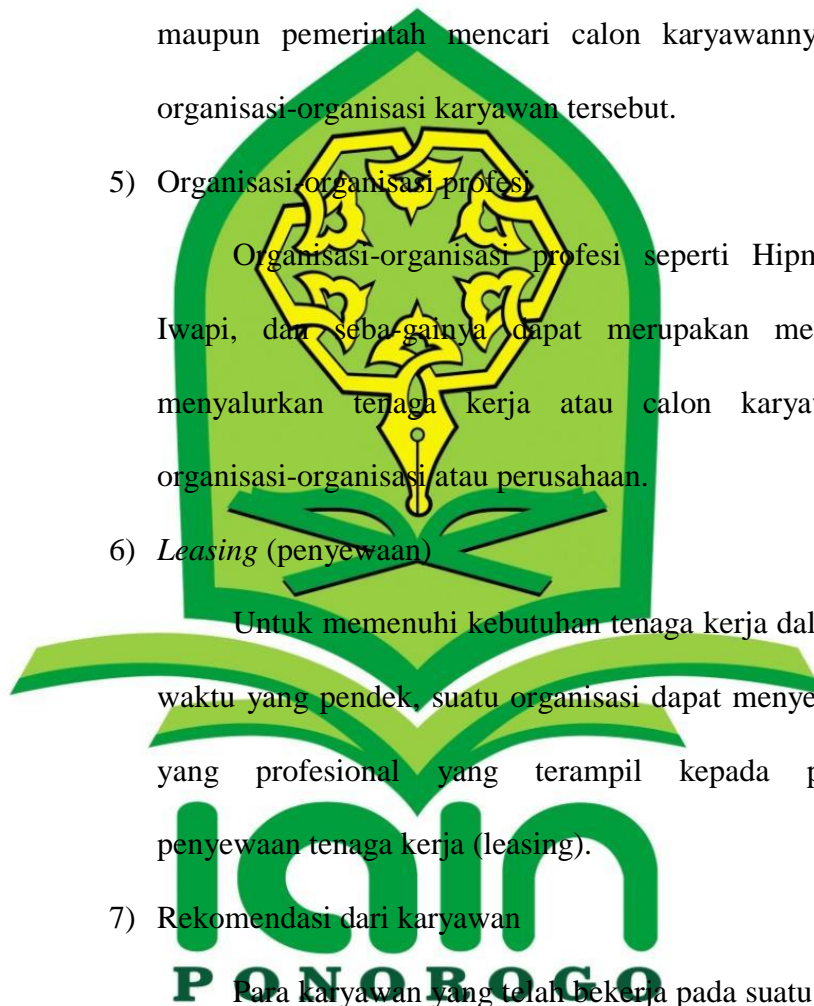 maupun pemerintah mencari calon karyawanny
organisasi-organisasi karyawan tersebut.
5) Organisasi-organisasi profesi
Organisasi-organisasi profesi seperti Hipm
Iwapi, dan seba-gainya dapat merupakan me
menyalurkan tenaga kerja atau calon karya
organisasi-organisasi atau perusahaan.
6) Leasing (penyewaan)
Untuk memenuhi kebutuhan tenaga kerja dal
waktu yang pendek, suatu organisasi dapat menye
yang profesional yang terampil kepada p
penyewaan tenaga kerja (leasing).
iain
7) Rekomendasi dari karyawan
PONOROGO
Para karyawan yang telah bekerja pada suatu